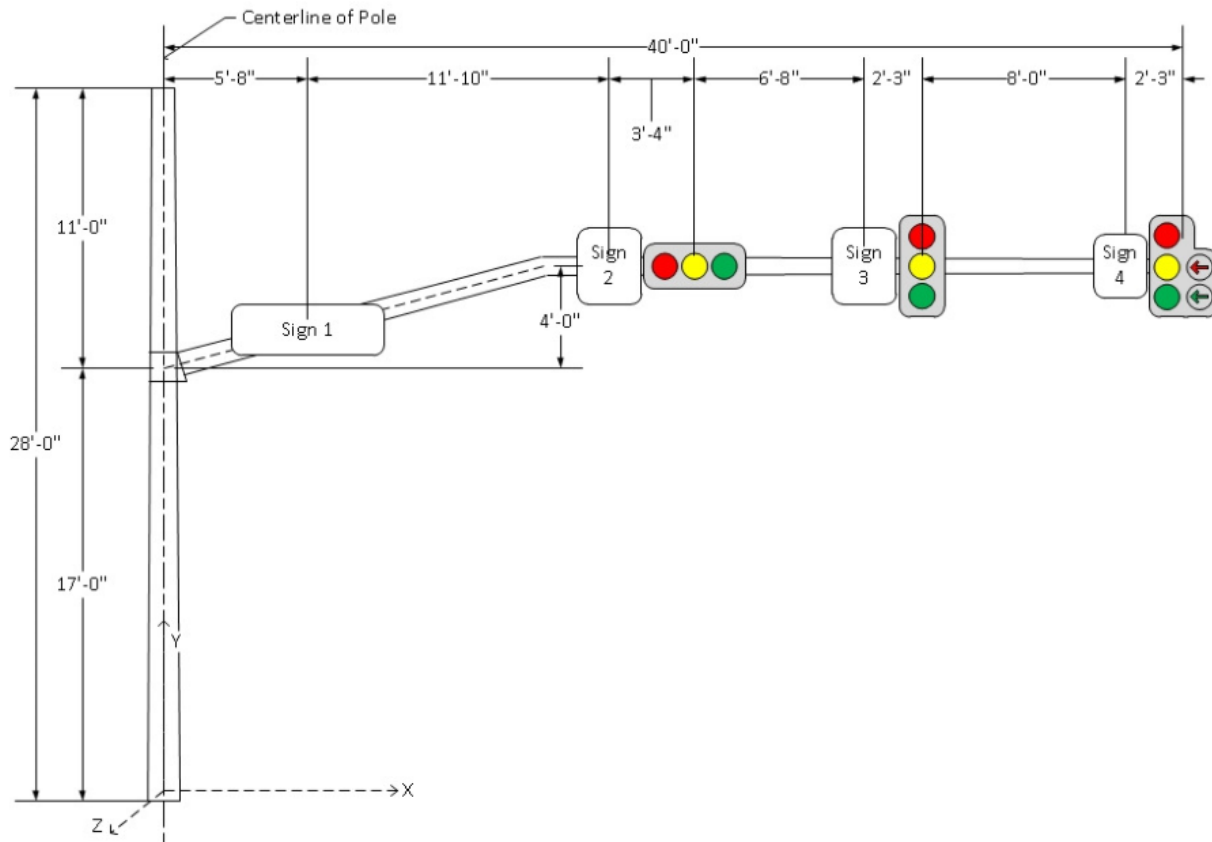 Centerline of Pole
40'-0"
5'-8"
11'-10"
6'-8"
2'-3"
8'-0"
2'-3"
3'-4"
11'-0"
Sign
2
Sign
3
Sign
4
4'-0"
Sign 1
28'-0"
17'-0"
Y
X
Z